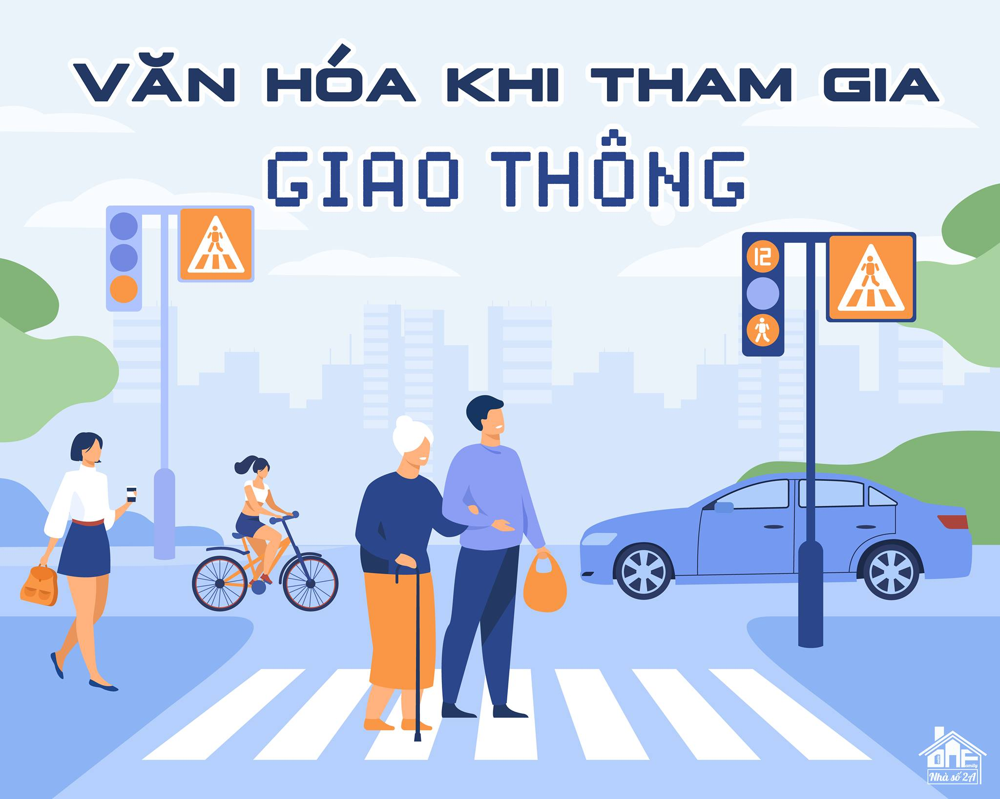 VĂN HÓA KHI THAM GIA
GIAO THÔNG
12
Nhà số 2A